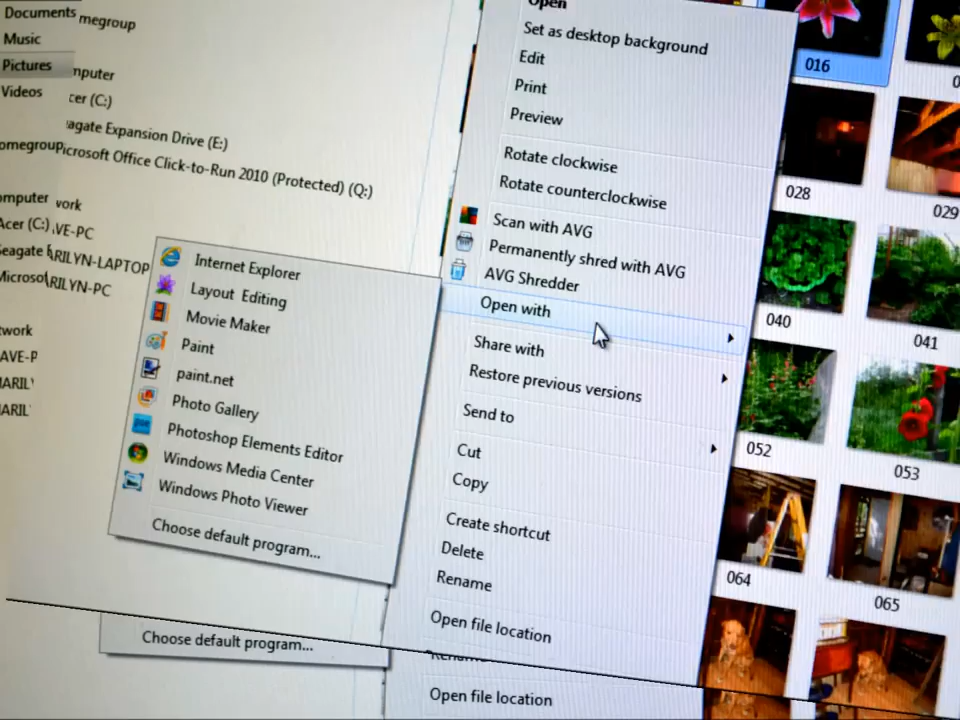 Documents
megroup
Music
Pictures
mputer
Videos
cer (C:)
agate Expansion Drive (E:)
omegroup
icrosoft Office Click-to-Run 2010 (Protected) (Q:)
omputer
work
Acer (C:)
VE-PC
Seagate
RILYN-LAPTOP
Microso
RILYN-PC
twork
AVE-P
MARIL
MARIL
Internet Explorer
Layout Editing
Movie Maker
Paint
paint.net
Photo Gallery
Photoshop Elements Editor
Windows Media Center
Windows Photo Viewer
Choose default program...
Choose default program...
Open
Set as desktop background
Edit
Print
Preview
Rotate clockwise
Rotate counterclockwise
Scan with AVG
Permanently shred with AVG
AVG Shredder
Open with
Share with
Restore previous versions
Send to
Cut
Copy
Create shortcut
Delete
Rename
Open file location
Rename
Open file location
016
028
029
040
041
052
053
064
065